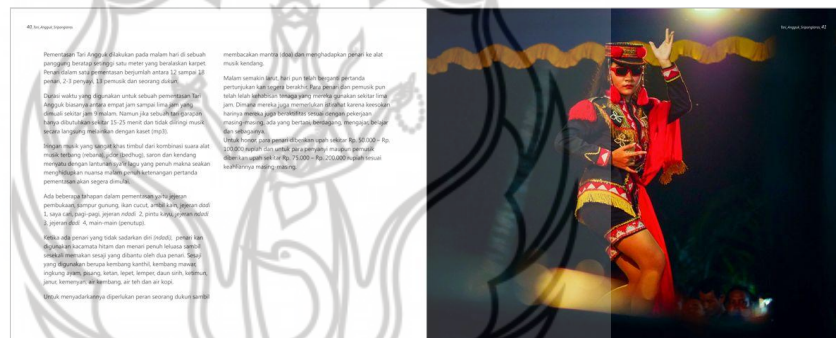 40 Tari_Angguk_Sripanglaras
Pementasan Tari Angguk dilakukan pada malam hari di sebuah
panggung beratap seringgi satu meter yang beralaskan karpet.
Penari dalam satu pementasan berjumlah antara 12 sampai 18
penari, 2-3 penyayi, 13 pemusik dan seorang dukun.
Durasi waktu yang digunakan untuk sebuah pementasan Tari
Angguk biasanya antara empat jam sampai lima jam yang
dimulai sekitar jam 9 malam. Namun jika sebuah tari garapan
hanya dibutuhkan sekitar 15-25 menit dan tidak diiringi musik
secara langsung melainkan dengan kaset (mp3).
Iringan musik yang sangat khas timbul dari kombinasi suara alat
musik terbang (rebana), jidor (bedhug), saron dan kendang
menyatu dengan lantunan syair lagu yang penuh makna seakan
menghidupkan nuansa malam penuh ketenangan pertanda
pementasan akan segera dimulai.
Ada beberapa tahapan dalam pementasan yaitu jejeran
pembukaan, sampur gunung, ikan cucut, ambil kain, jejeran dodi
1, saya cari, pagi-pagi, jejeran ndadi 2, pintu kayu, jejeran ndadi
3, jejeran dodi 4, main-main (penutup).
Ketika ada penari yang tidak sadarkan diri (ndadi), penari kan
digunakan kacamata hitam dan menari penuh leluasa sambil
sesekali memakan sesaji yang dibantu oleh dua penari. Sesaji
yang digunakan berupa kembang kanthil, kembang mawar,
ingkung ayam, pisang, ketan, lepet, lemper, daun sirih, ketimun,
janur, kemenyan, air kembang, air teh dan air kopi.
Untuk menyadarkannya diperlukan peran seorang dukun sambil
membacakan mantra (doa) dan menghadapkan penari ke alat
musik kendang.
Malam semakin larut, hari pun telah berganti pertanda
pertunjukan kan segera berakhir. Para penari dan pemusik pun
telah lelah kehabisan tenaga yang mereka gunakan sekitar lima
jam. Dimana mereka juga memerlukan istirahat karena keesokan
harinya mereka juga beraktifitas sesuai dengan pekerjaan
masing-masing, ada yang bertani, berdagang, mengajar, belajar
dan sebagainya.
Untuk honor para penari diberikan upah sekitar Rp. 50.000 – Rp.
100.000 rupiah dan untuk para penyanyi maupun pemusik
diberikan upah sekitar Rp. 75.000 – Rp. 200.000 rupiah sesuai
keahliannya masing-masing.
Tari_Angguk_Sripanglaras 41